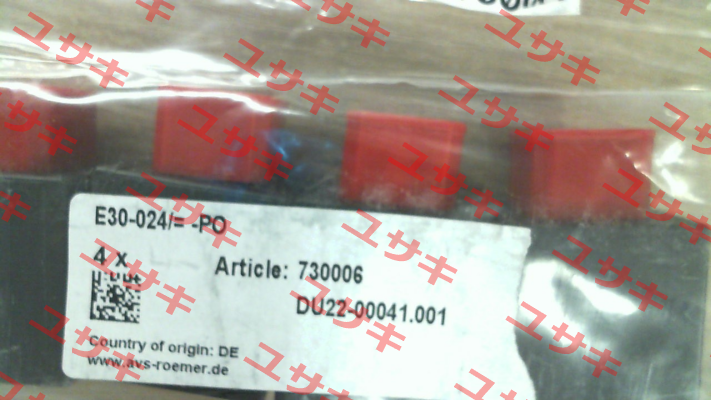 E30-024/= -PO
4 x
Article: 730006
DU22-00041.001
Country of origin: DE
www.avs-roemer.de
ユサキ